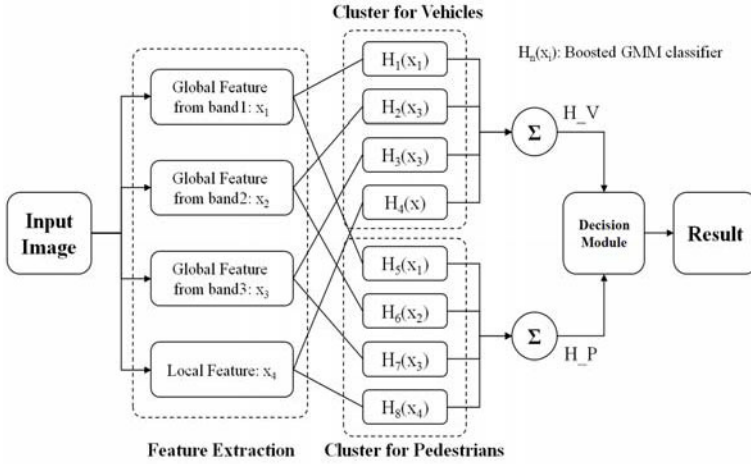 Cluster for Vehicles
Hₙ(xᵢ): Boosted GMM classifier
Input
Image
Global Feature
from band1: x₁
Global Feature
from band2: x₂
Global Feature
from band3: x₃
Local Feature: x₄
Feature Extraction
H₁(x₁)
H₂(x₃)
H₃(x₃)
H₄(x)
H₅(x₁)
H₆(x₂)
H₇(x₃)
H₈(x₄)
Cluster for Pedestrians
Σ
H_V
Σ
H_P
Decision
Module
Result